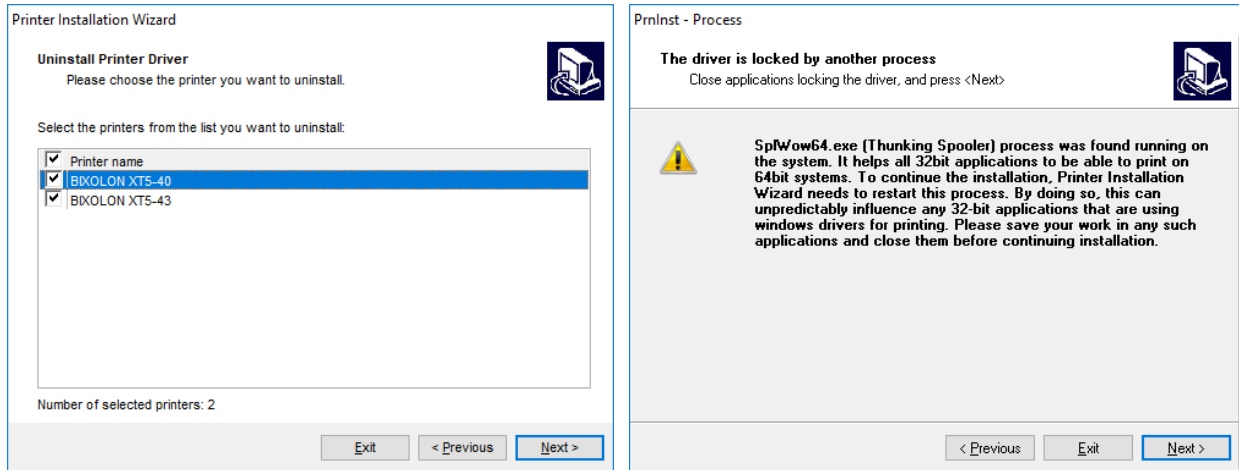 Printer Installation Wizard
Uninstall Printer Driver
Please choose the printer you want to uninstall.
Select the printers from the list you want to uninstall:
Printer name
BIXOLON XT5-40
BIXOLON XT5-43
Number of selected printers: 2
Exit
< Previous
Next >
PrnInst - Process
The driver is locked by another process
Close applications locking the driver, and press <Next>
SplWow64.exe (Thunking Spooler) process was found running on
the system. It helps all 32bit applications to be able to print on
64bit systems. To continue the installation, Printer Installation
Wizard needs to restart this process. By doing so, this can
unpredictably influence any 32-bit applications that are using
windows drivers for printing. Please save your work in any such
applications and close them before continuing installation.
< Previous
Exit
Next >